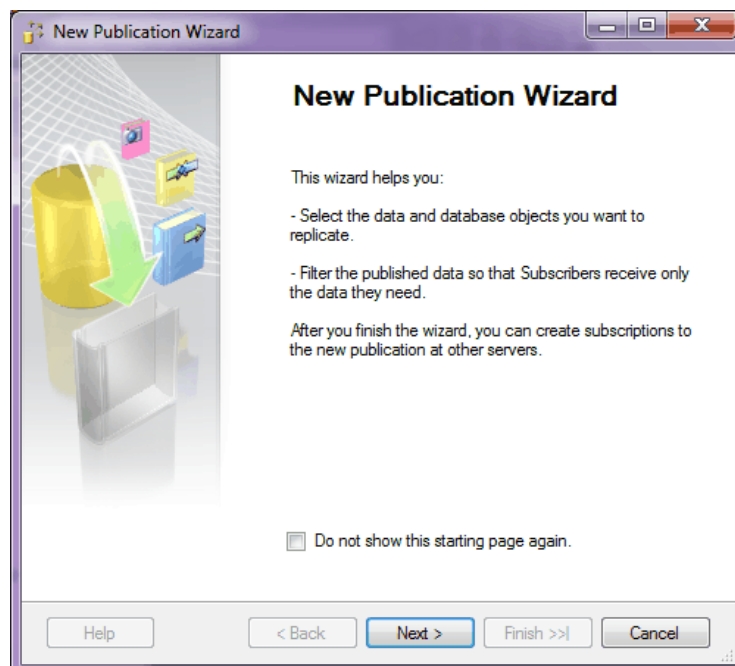 New Publication Wizard
New Publication Wizard
This wizard helps you:
- Select the data and database objects you want to
replicate.
- Filter the published data so that Subscribers receive only
the data they need.
After you finish the wizard, you can create subscriptions to
the new publication at other servers.
Do not show this starting page again.
Help
< Back
Next >
Finish >>|
Cancel